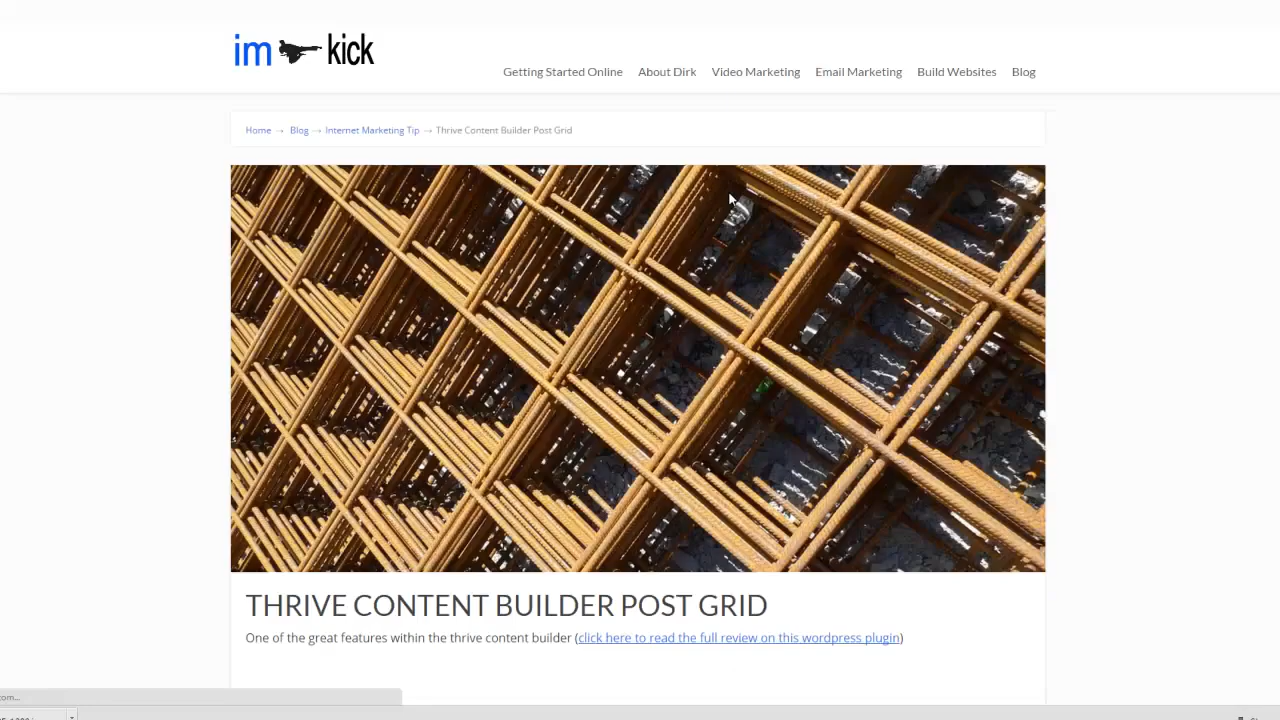 im kick
Getting Started Online About Dirk Video Marketing Email Marketing Build Websites Blog
Home → Blog → Internet Marketing Tip → Thrive Content Builder Post Grid
THRIVE CONTENT BUILDER POST GRID
One of the great features within the thrive content builder (click here to read the full review on this wordpress plugin)